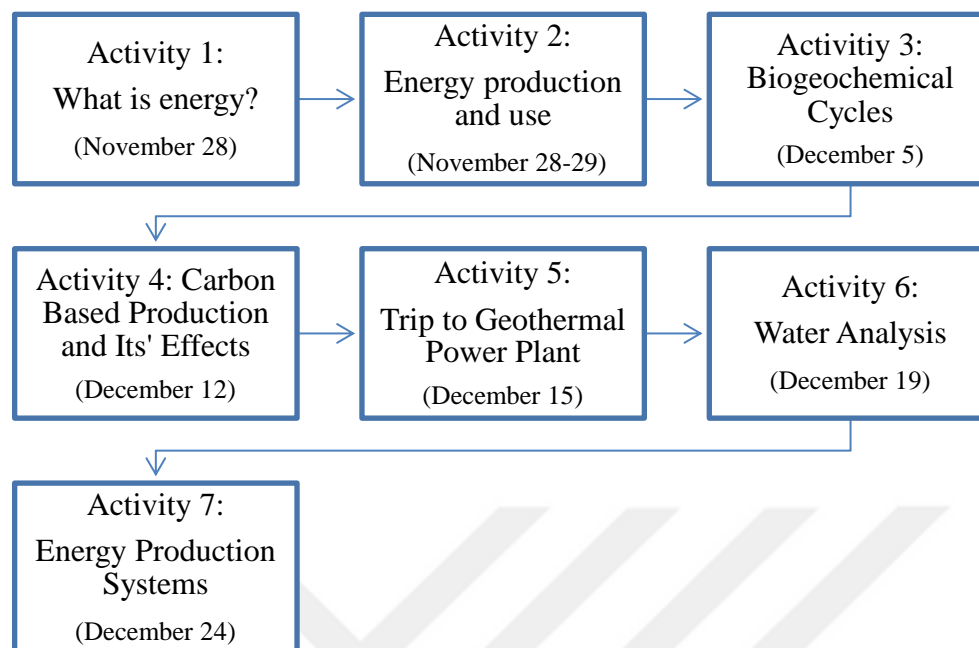 Activity 1:
What is energy?
(November 28)
Activity 2:
Energy production
and use
(November 28-29)
Activitiy 3:
Biogeochemical
Cycles
(December 5)
Activity 4: Carbon
Based Production
and Its' Effects
(December 12)
Activity 5:
Trip to Geothermal
Power Plant
(December 15)
Activity 6:
Water Analysis
(December 19)
Activity 7:
Energy Production
Systems
(December 24)